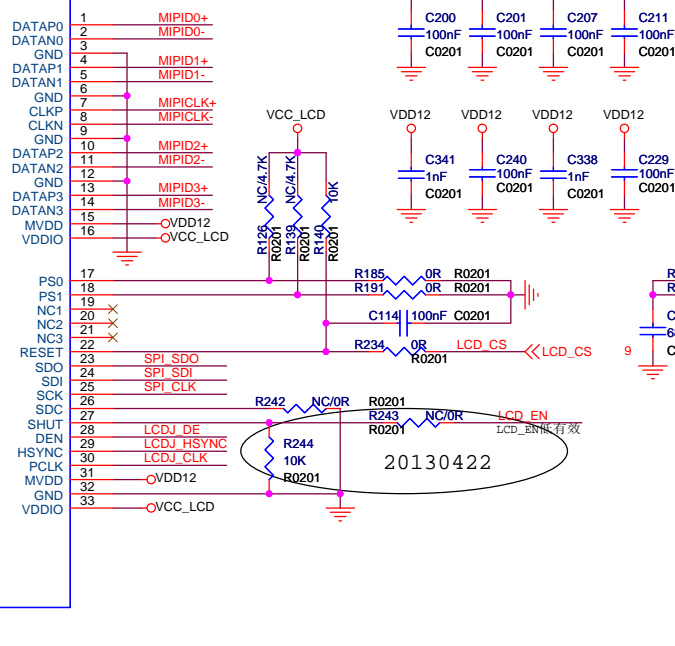 C200 C201 C207 C211
100nF 100nF 100nF 100nF
C0201 C0201 C0201 C0201
DATAP0 1 MIPID0+
DATAN0 2 MIPID0-
GND 3
DATAP1 4 MIPID1+
DATAN1 5 MIPID1-
GND 6
CLKP 7 MIPICLK+
CLKN 8 MIPICLK-
GND 9
DATAP2 10 MIPID2+
DATAN2 11 MIPID2-
GND 12
DATAP3 13 MIPID3+
DATAN3 14 MIPID3-
MVDD 15 VDD12
VDDIO 16 VCC_LCD
VCC_LCD
R126 NC/4.7K R0201
R139 NC/4.7K R0201
R140 10K R0201
VDD12 VDD12 VDD12 VDD12
C341 C240 C338 C229
1nF 100nF 1nF 100nF
C0201 C0201 C0201 C0201
PS0 17 R185 0R R0201
PS1 18 R191 0R R0201
NC1 19
NC2 20 C114 100nF C0201
NC3 21
RESET 22 R234 0R R0201 LCD_CS LCD_CS 9
SDO 23 SPI_SDO
SDI 24 SPI_SDI
SCK 25 SPI_CLK
SDC 26 R242 NC/0R R0201
SHUT 27 R243 NC/0R R0201 LCD_EN
LCD_EN低有效
DEN 28 LCDJ_DE
HSYNC 29 LCDJ_HSYNC
PCLK 30 LCDJ_CLK
R244
10K
R0201
20130422
MVDD 31 VDD12
GND 32
VDDIO 33 VCC_LCD